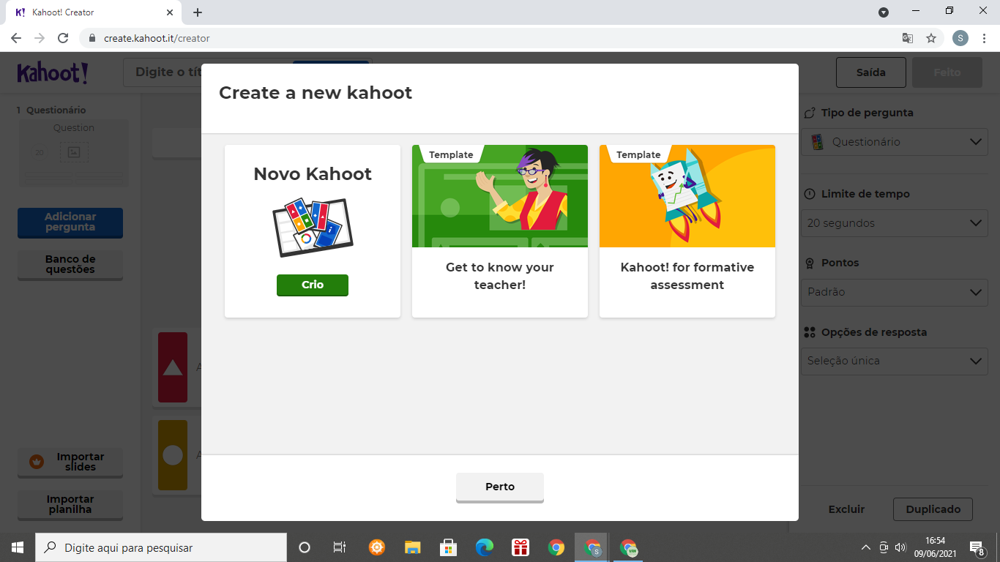 Kahoot! Creator
create.kahoot.it/creator
S
Kahoot!
Digite o tít
Saída
Feito
Create a new kahoot
1 Questionário
Question
20
Adicionar
pergunta
Banco de
questões
Importar
slides
Importar
planilha
Novo Kahoot
Crio
Template
Get to know your
teacher!
Template
Kahoot! for formative
assessment
Perto
Tipo de pergunta
Questionário
Limite de tempo
20 segundos
Pontos
Padrão
Opções de resposta
Seleção única
Excluir
Duplicado
Digite aqui para pesquisar
16:54
09/06/2021
8